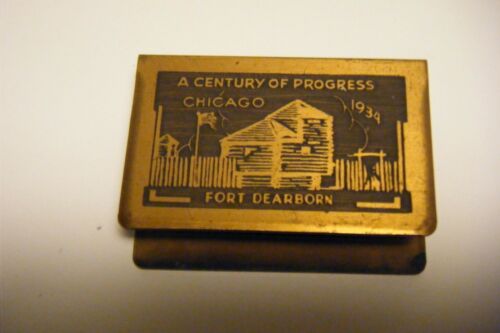 A CENTURY OF PROGRESS
CHICAGO 1934
FORT DEARBORN